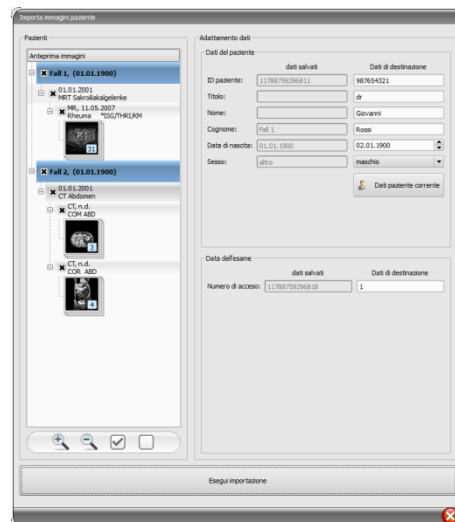 Importa immagini paziente
Pazienti
Anteprima immagini
Fall 1, (01.01.1900)
01.01.2001
MRT Sakroiliakalgelenke
MR, 11.05.2007
Rheuma *ISG/THRI/KM
31
Fall 2, (01.01.1900)
01.01.2001
CT Abdomen
CT, n.d.
COM ABD
3
CT, n.d.
COR ABD
4
Adattamento dati
Dati del paziente
dati salvati Dati di destinazione
ID paziente: 11788759296811 987654321
Titolo: dr
Nome: Giovanni
Cognome: Fall 1 Rossi
Data di nascita: 01.01.1900 02.01.1900
Sesso: altro maschio
Dati paziente corrente
Data dell'esame
dati salvati Dati di destinazione
Numero di acceso: 11788759296818 1
Esegui importazione